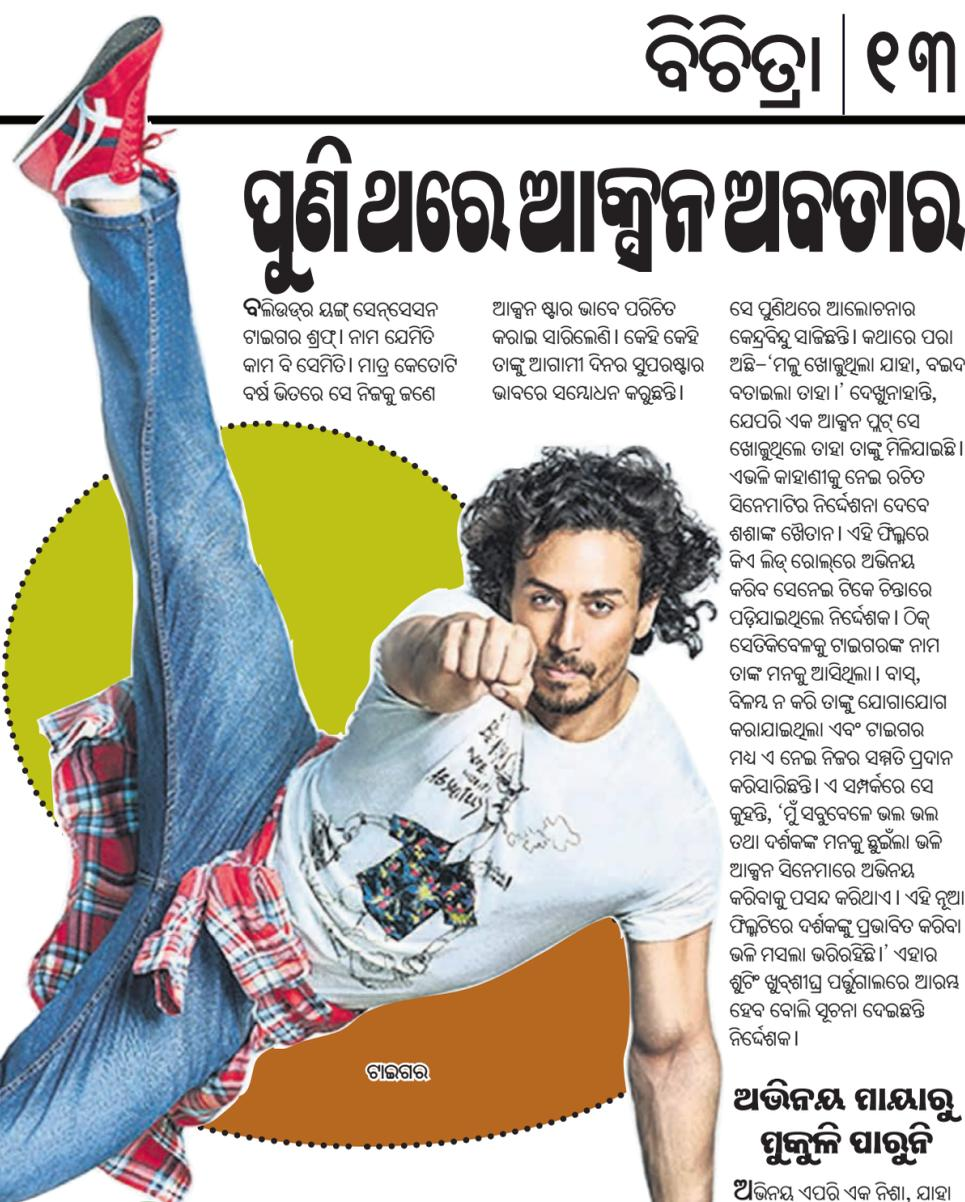 ବିଚିତ୍ରା | ୧୩
ପୁଣି ଥରେ ଆକ୍ସନ ଅବତାର
ବଲିଉଡ୍‌ର ୟଙ୍ଗ୍ ସେନ୍‌ସେସନ
ଟାଇଗର ଶ୍ରଫ୍ । ନାମ ଯେମିତି
କାମ ବି ସେମିତି । ମାତ୍ର କେତୋଟି
ବର୍ଷ ଭିତରେ ସେ ନିଜକୁ ଜଣେ
ଆକ୍ସନ ଷ୍ଟାର ଭାବେ ପରିଚିତ
କରାଇ ସାରିଲେଣି । କେହି କେହି
ତାଙ୍କୁ ଆଗାମୀ ଦିନର ସୁପରଷ୍ଟାର
ଭାବରେ ସମ୍ବୋଧନ କରୁଛନ୍ତି ।
ସେ ପୁଣିଥରେ ଆଲୋଚନାର
କେନ୍ଦ୍ରବିନ୍ଦୁ ସାଜିଛନ୍ତି । କଥାରେ ପରା
ଅଛି–‘ମଳୁ ଖୋଜୁଥିଲା ଯାହା, ବଇଦ
ବତାଇଲା ତାହା ।’ ଦେଖୁନାହାନ୍ତି,
ଯେପରି ଏକ ଆକ୍ସନ ପ୍ଲଟ୍ ସେ
ଖୋଜୁଥିଲେ ତାହା ତାଙ୍କୁ ମିଳିଯାଇଛି ।
ଏଭଳି କାହାଣୀକୁ ନେଇ ରଚିତ
ସିନେମାଟିର ନିର୍ଦ୍ଦେଶନା ଦେବେ
ଶଶାଙ୍କ ଖୈତାନ । ଏହି ଫିଲ୍ମରେ
କିଏ ଲିଡ୍ ରୋଲ୍‌ରେ ଅଭିନୟ
କରିବ ସେନେଇ ଟିକେ ଚିନ୍ତାରେ
ପଡ଼ିଯାଇଥିଲେ ନିର୍ଦ୍ଦେଶକ । ଠିକ୍
ସେତିକିବେଳକୁ ଟାଇଗରଙ୍କ ନାମ
ତାଙ୍କ ମନକୁ ଆସିଥିଲା । ବାସ୍,
ବିଳମ୍ବ ନ କରି ତାଙ୍କୁ ଯୋଗାଯୋଗ
କରାଯାଇଥିଲା ଏବଂ ଟାଇଗର
ମଧ୍ୟ ଏ ନେଇ ନିଜର ସମ୍ମତି ପ୍ରଦାନ
କରିସାରିଛନ୍ତି । ଏ ସମ୍ପର୍କରେ ସେ
କୁହନ୍ତି, ‘ମୁଁ ସବୁବେଳେ ଭଲ ଭଲ
ତଥା ଦର୍ଶକଙ୍କ ମନକୁ ଛୁଇଁଲା ଭଳି
ଆକ୍ସନ ସିନେମାରେ ଅଭିନୟ
କରିବାକୁ ପସନ୍ଦ କରିଥାଏ । ଏହି ନୂଆ
ଫିଲ୍ମଟିରେ ଦର୍ଶକଙ୍କୁ ପ୍ରଭାବିତ କରିବା
ଭଳି ମସଲା ଭରିରହିଛି ।’ ଏହାର
ଶୁଟିଂ ଖୁବ୍‌ଶୀଘ୍ର ପର୍ତ୍ତୁଗାଲରେ ଆରମ୍ଭ
ହେବ ବୋଲି ସୂଚନା ଦେଇଛନ୍ତି
ନିର୍ଦ୍ଦେଶକ ।
ଟାଇଗର
ଅଭିନୟ ମାୟାରୁ
ମୁକୁଳି ପାରୁନି
ଅଭିନୟ ଏପରି ଏକ ନିଶା, ଯାହା